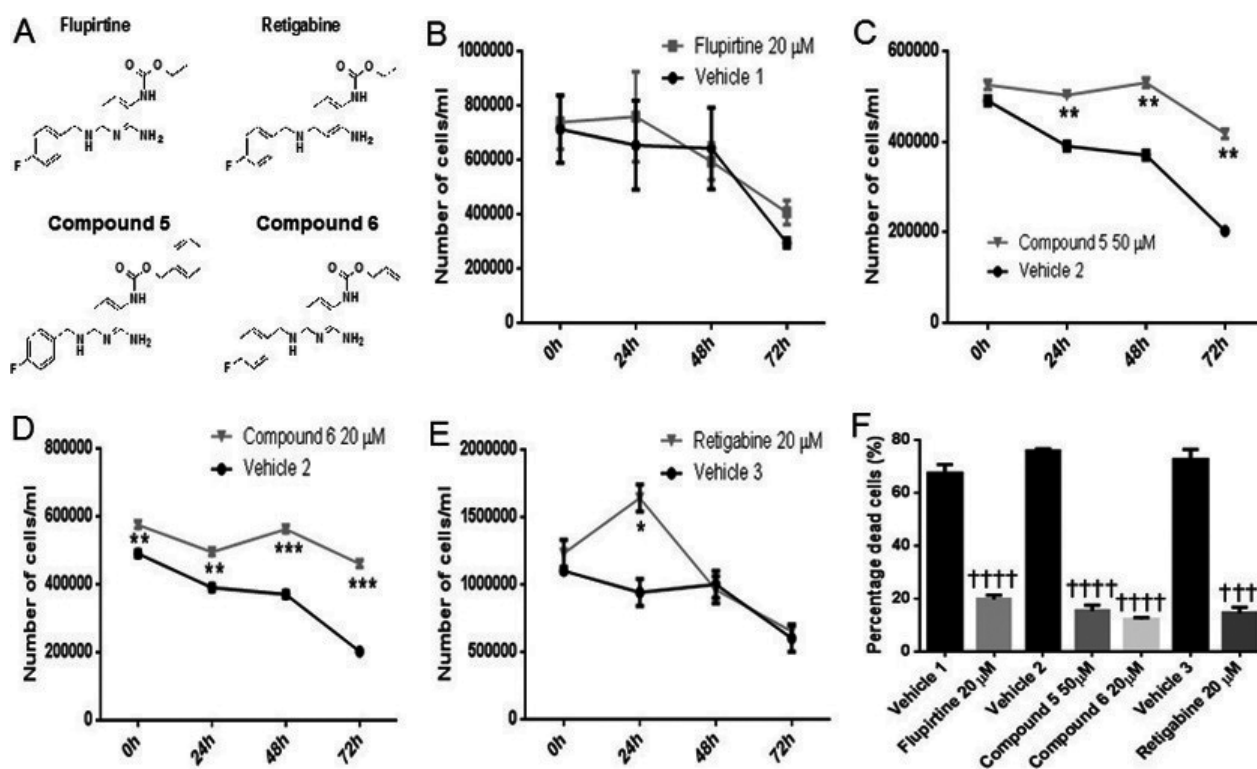 A
Flupirtine
Retigabine
O
O
NH
N
H
N
NH2
F
O
O
NH
N
H
NH2
F
Compound 5
Compound 6
O
O
NH
N
H
N
NH2
F
O
O
NH
N
H
N
NH2
F
B
Number of cells/ml
1000000
800000
600000
400000
200000
0
Flupirtine 20 µM
Vehicle 1
0h
24h
48h
72h
C
Number of cells/ml
600000
400000
200000
0
**
**
**
Compound 5 50 µM
Vehicle 2
0h
24h
48h
72h
D
Number of cells/ml
800000
600000
400000
200000
0
Compound 6 20 µM
Vehicle 2
**
**
***
***
0h
24h
48h
72h
E
Number of cells/ml
2000000
1500000
1000000
500000
0
Retigabine 20 µM
Vehicle 3
*
0h
24h
48h
72h
F
Percentage dead cells (%)
80
60
40
20
0
††††
††††
††††
†††
Vehicle 1
Flupirtine 20 µM
Vehicle 2
Compound 5 50µM
Compound 6 20µM
Vehicle 3
Retigabine 20 µM